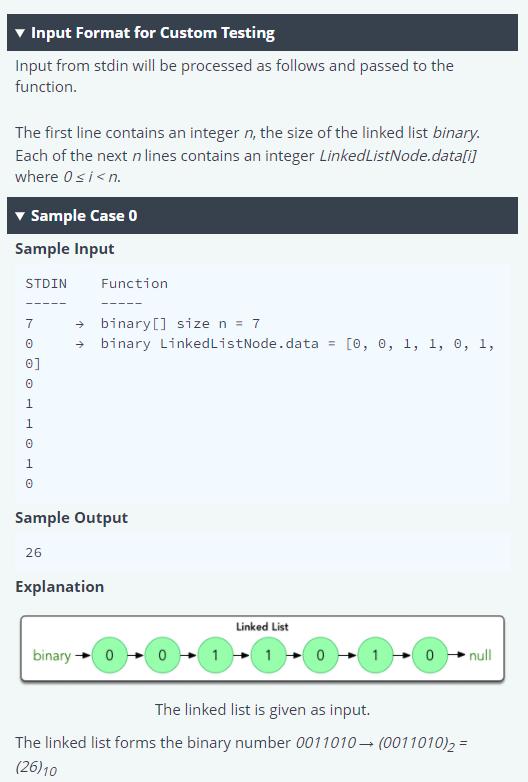 ▼ Input Format for Custom Testing
Input from stdin will be processed as follows and passed to the
function.
The first line contains an integer n, the size of the linked list binary.
Each of the next n lines contains an integer LinkedListNode.data[i]
where 0 ≤ i < n.
▼ Sample Case 0
Sample Input
STDIN Function
----- -----
7 → binary[] size n = 7
0 → binary LinkedListNode.data = [0, 0, 1, 1, 0, 1,
0]
0
1
1
0
1
0
Sample Output
26
Explanation
Linked List
binary → 0 → 0 → 1 → 1 → 0 → 1 → 0 → null
The linked list is given as input.
The linked list forms the binary number 0011010 → (0011010)2 =
(26)10